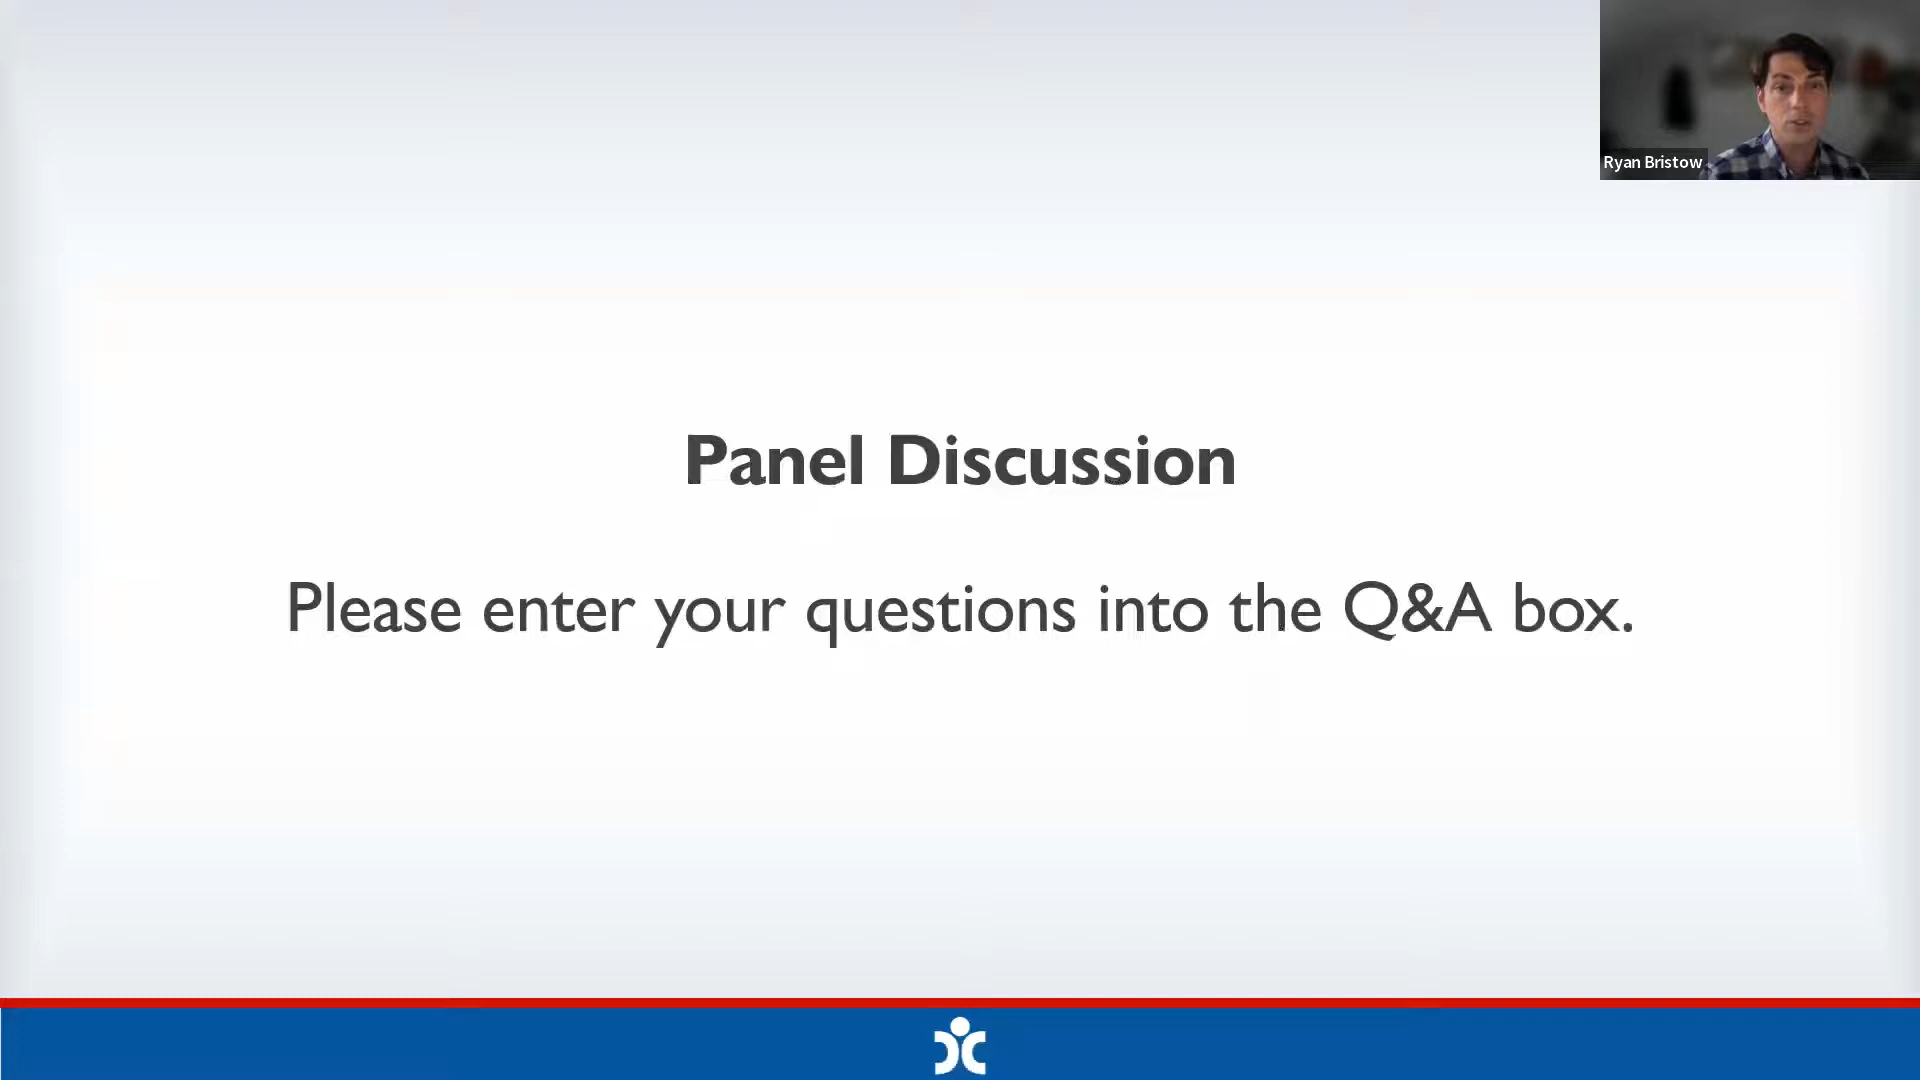 Ryan Bristow
Panel Discussion
Please enter your questions into the Q&A box.